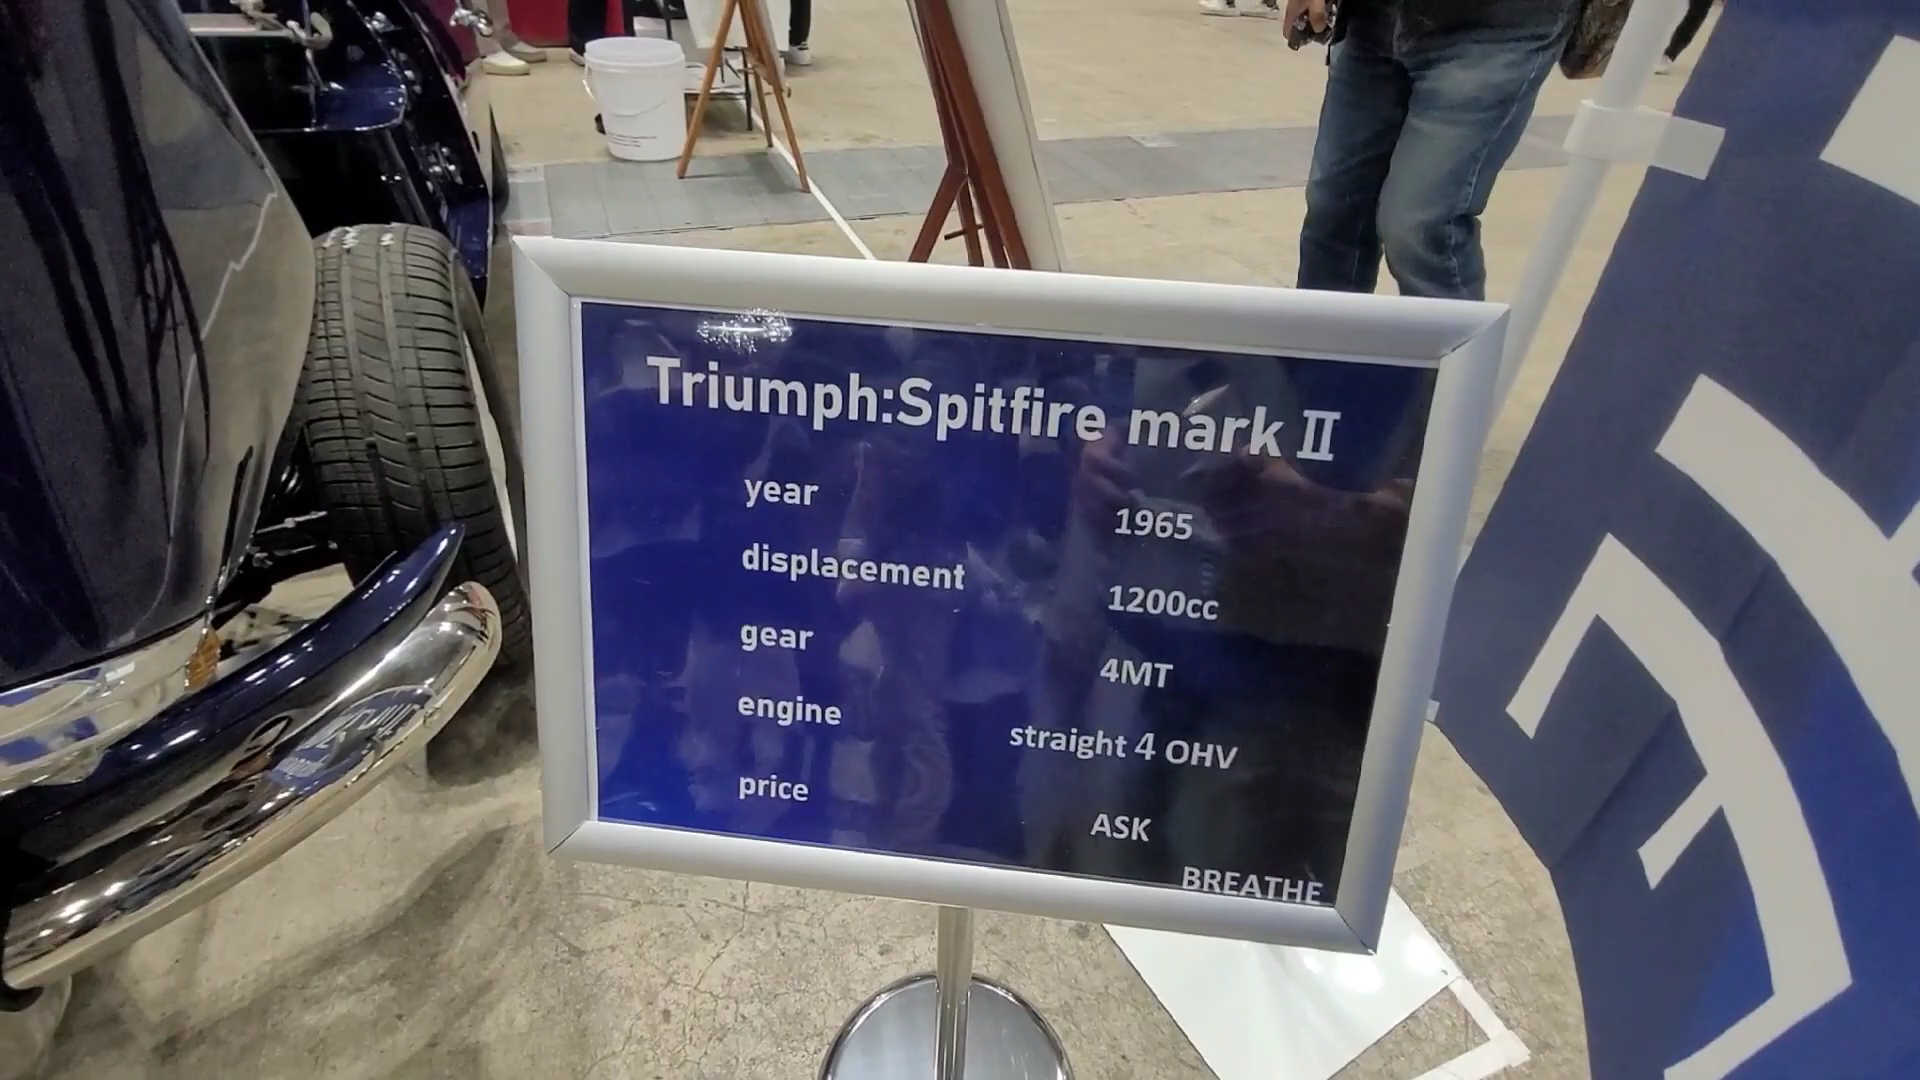 Triumph:Spitfire mark Ⅱ
year 1965
displacement 1200cc
gear 4MT
engine straight 4 OHV
price ASK
BREATHE